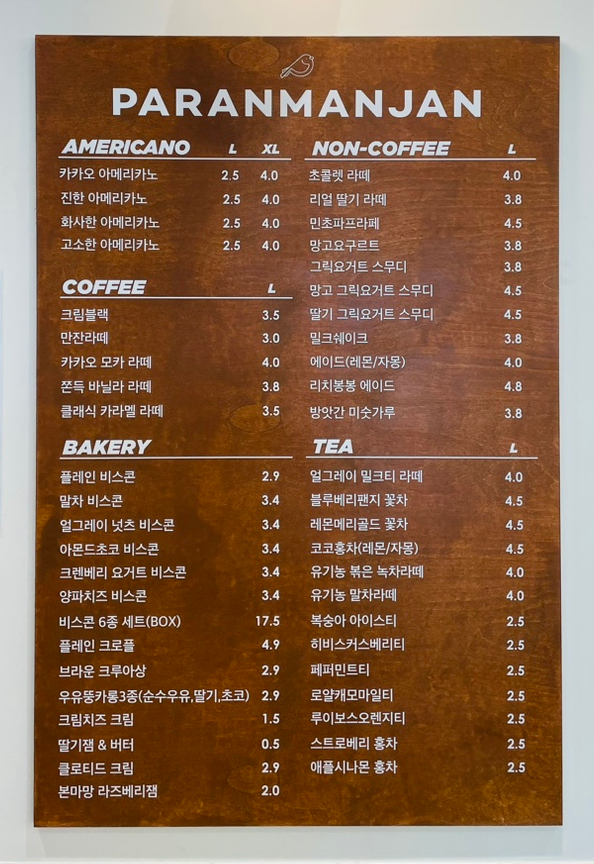 PARANMANJAN
AMERICANO L XL
카카오 아메리카노 2.5 4.0
진한 아메리카노 2.5 4.0
화사한 아메리카노 2.5 4.0
고소한 아메리카노 2.5 4.0
COFFEE L
크림블랙 3.5
만잔라떼 3.0
카카오 모카 라떼 4.0
쫀득 바닐라 라떼 3.8
클래식 카라멜 라떼 3.5
BAKERY
플레인 비스콘 2.9
말차 비스콘 3.4
얼그레이 넛츠 비스콘 3.4
아몬드초코 비스콘 3.4
크렌베리 요거트 비스콘 3.4
양파치즈 비스콘 3.4
비스콘 6종 세트(BOX) 17.5
플레인 크로플 4.9
브라운 크루아상 2.9
우유뚱카롱3종(순수우유,딸기,초코) 2.9
크림치즈 크림 1.5
딸기잼 & 버터 0.5
클로티드 크림 2.9
본마망 라즈베리잼 2.0
NON-COFFEE L
초콜렛 라떼 4.0
리얼 딸기 라떼 3.8
민초파프라페 4.5
망고요구르트 3.8
그릭요거트 스무디 3.8
망고 그릭요거트 스무디 4.5
딸기 그릭요거트 스무디 4.5
밀크쉐이크 3.8
에이드(레몬/자몽) 4.0
리치봉봉 에이드 4.8
방앗간 미숫가루 3.8
TEA L
얼그레이 밀크티 라떼 4.0
블루베리팬지 꽃차 4.5
레몬메리골드 꽃차 4.5
코코홍차(레몬/자몽) 4.5
유기농 볶은 녹차라떼 4.0
유기농 말차라떼 4.0
복숭아 아이스티 2.5
히비스커스베리티 2.5
페퍼민트티 2.5
로얄캐모마일티 2.5
루이보스오렌지티 2.5
스트로베리 홍차 2.5
애플시나몬 홍차 2.5